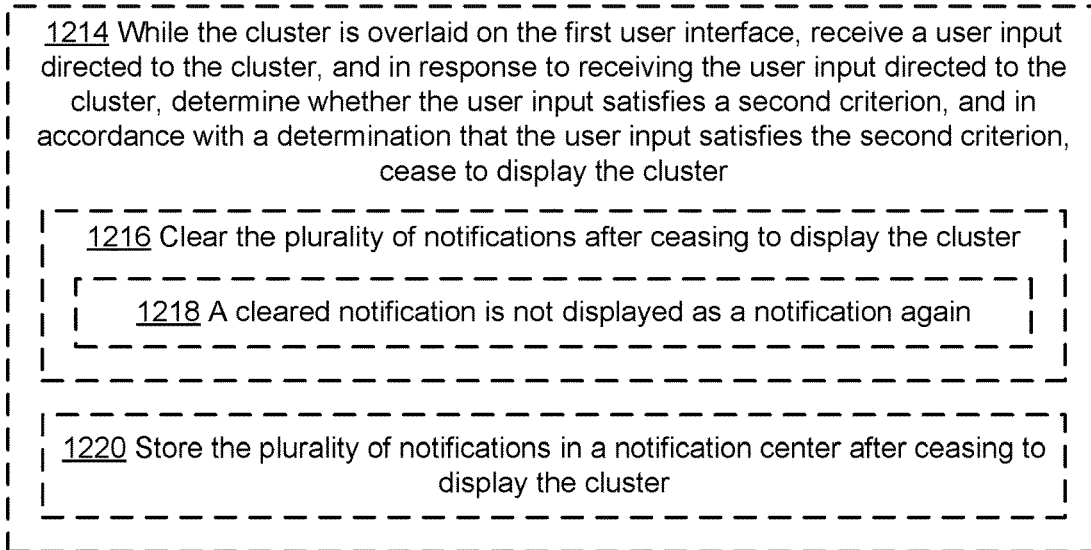 1214 While the cluster is overlaid on the first user interface, receive a user input
directed to the cluster, and in response to receiving the user input directed to the
cluster, determine whether the user input satisfies a second criterion, and in
accordance with a determination that the user input satisfies the second criterion,
cease to display the cluster
1216 Clear the plurality of notifications after ceasing to display the cluster
1218 A cleared notification is not displayed as a notification again
1220 Store the plurality of notifications in a notification center after ceasing to
display the cluster